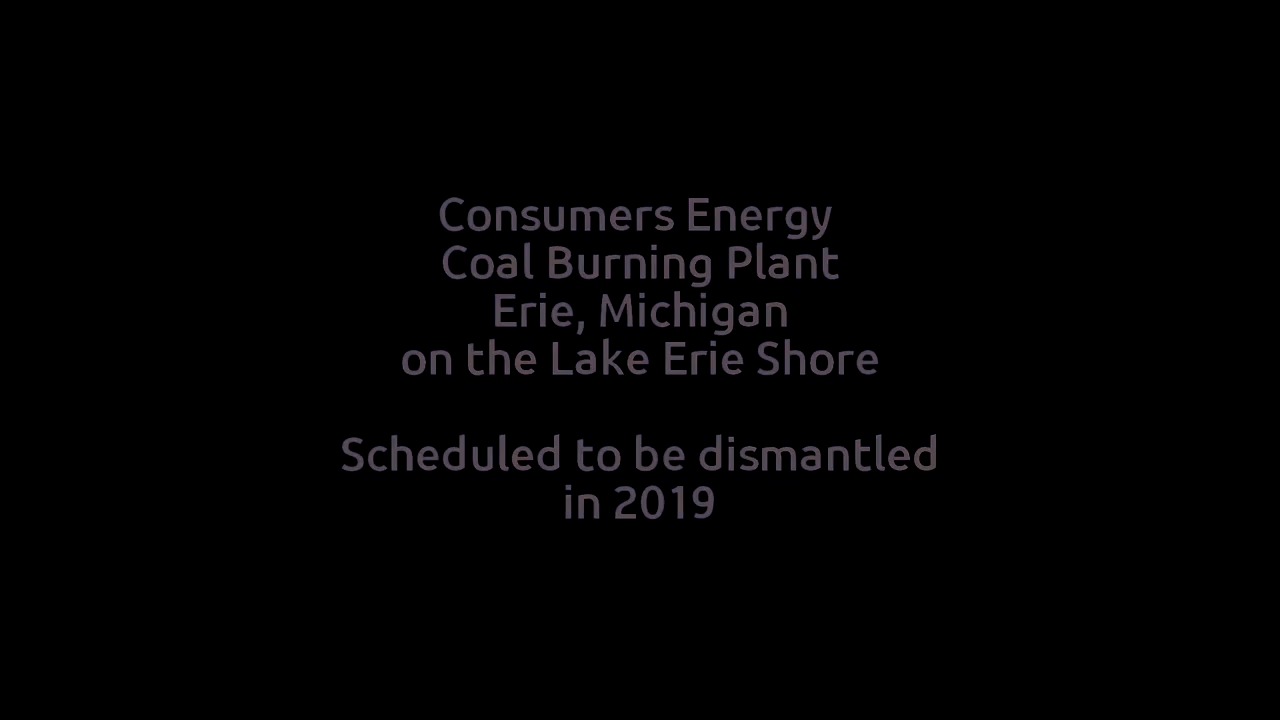 Consumers Energy
Coal Burning Plant
Erie, Michigan
on the Lake Erie Shore
Scheduled to be dismantled
in 2019